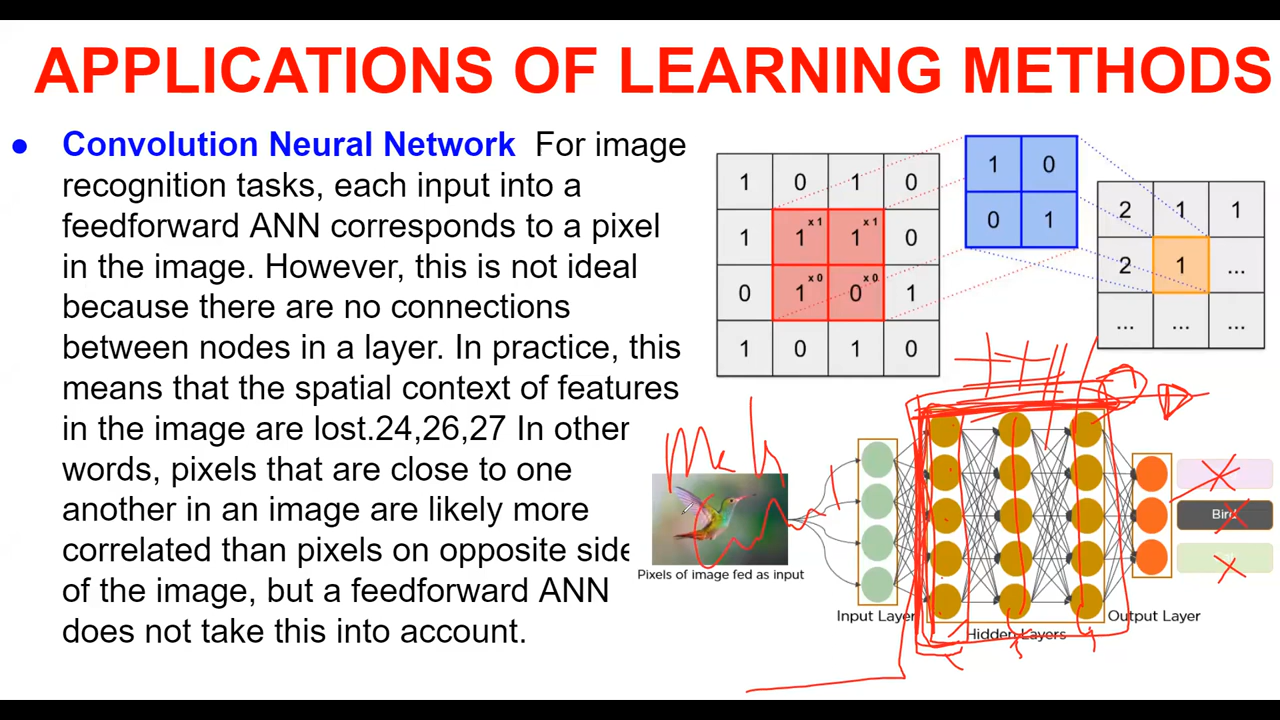 APPLICATIONS OF LEARNING METHODS
● Convolution Neural Network For image
recognition tasks, each input into a
feedforward ANN corresponds to a pixel
in the image. However, this is not ideal
because there are no connections
between nodes in a layer. In practice, this
means that the spatial context of features
in the image are lost.24,26,27 In other
words, pixels that are close to one
another in an image are likely more
correlated than pixels on opposite side
of the image, but a feedforward ANN
does not take this into account.
1 0 1 0
1 1 x1 1 x1 0
0 1 x0 0 x0 1
1 0 1 0
1 0
0 1
2 1 1
2 1 ...
... ... ...
Pixels of image fed as input
Input Layer
Hidden Layers
Output Layer
Bird